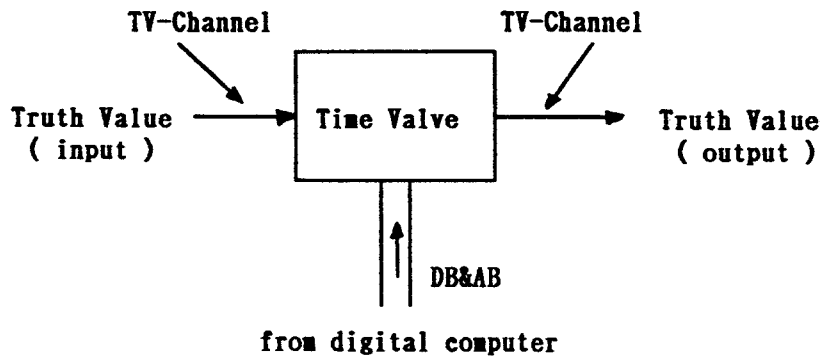 TV-Channel
TV-Channel
Truth Value
( input )
Time Valve
Truth Value
( output )
DB&AB
from digital computer